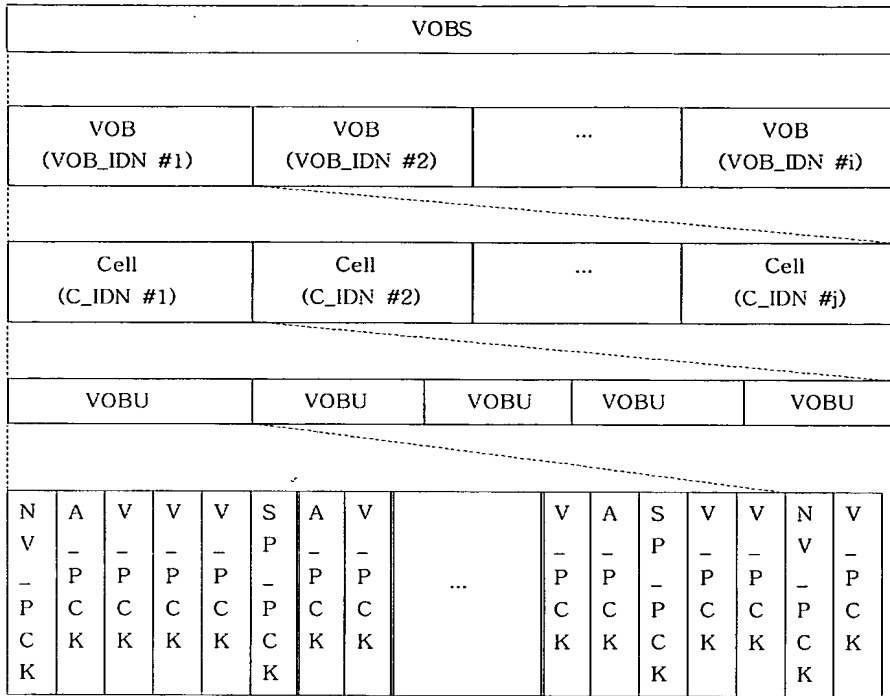 VOBS
VOB VOB ... VOB
(VOB_IDN #1) (VOB_IDN #2) (VOB_IDN #i)
Cell Cell ... Cell
(C_IDN #1) (C_IDN #2) (C_IDN #j)
VOBU VOBU VOBU VOBU VOBU
NV_PCK A_PCK V_PCK V_PCK V_PCK SP_PCK A_PCK V_PCK ... V_PCK A_PCK SP_PCK V_PCK V_PCK NV_PCK V_PCK